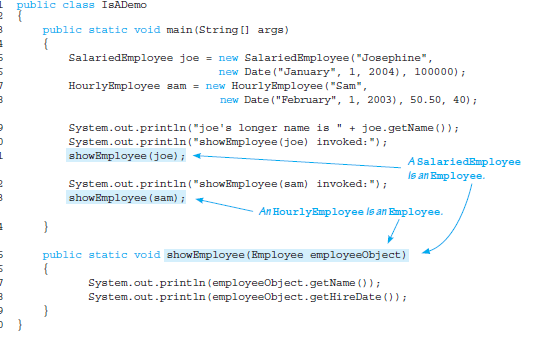 1 public class IsADemo
2 {
3 public static void main(String[] args)
4 {
5 SalariedEmployee joe = new SalariedEmployee("Josephine",
6 new Date("January", 1, 2004), 100000);
7 HourlyEmployee sam = new HourlyEmployee("Sam",
8 new Date("February", 1, 2003), 50.50, 40);
9 System.out.println("joe's longer name is " + joe.getName());
0 System.out.println("showEmployee(joe) invoked:");
1 showEmployee(joe);
A SalariedEmployee
is an Employee.
2 System.out.println("showEmployee(sam) invoked:");
3 showEmployee(sam);
An HourlyEmployee is an Employee.
4 }
5 public static void showEmployee(Employee employeeObject)
6 {
7 System.out.println(employeeObject.getName());
8 System.out.println(employeeObject.getHireDate());
9 }
0 }